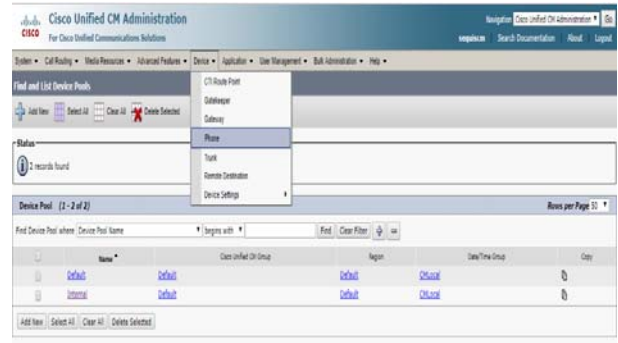 Cisco Unified CM Administration
CISCO For Cisco Unified Communications Solutions
Navigation Cisco Unified CM Administration Go
Search Documentation About Logout
System Call Routing Media Resources Advanced Features Device Application User Management Bulk Administration Help
Find and List Device Pools
Add New Select All Clear All Delete Selected
CTI Route Point
Gatekeeper
Gateway
Phone
Trunk
Remote Destination
Device Settings
Status
2 records found
Device Pool (1 - 2 of 2) Rows per Page 50
Find Device Pool where Device Pool Name begins with Find Clear Filter
Name Cisco Unified CM Group Region Date/Time Group Copy
Default Default Default CMLocal
Internal Default Default CMLocal
Add New Select All Clear All Delete Selected